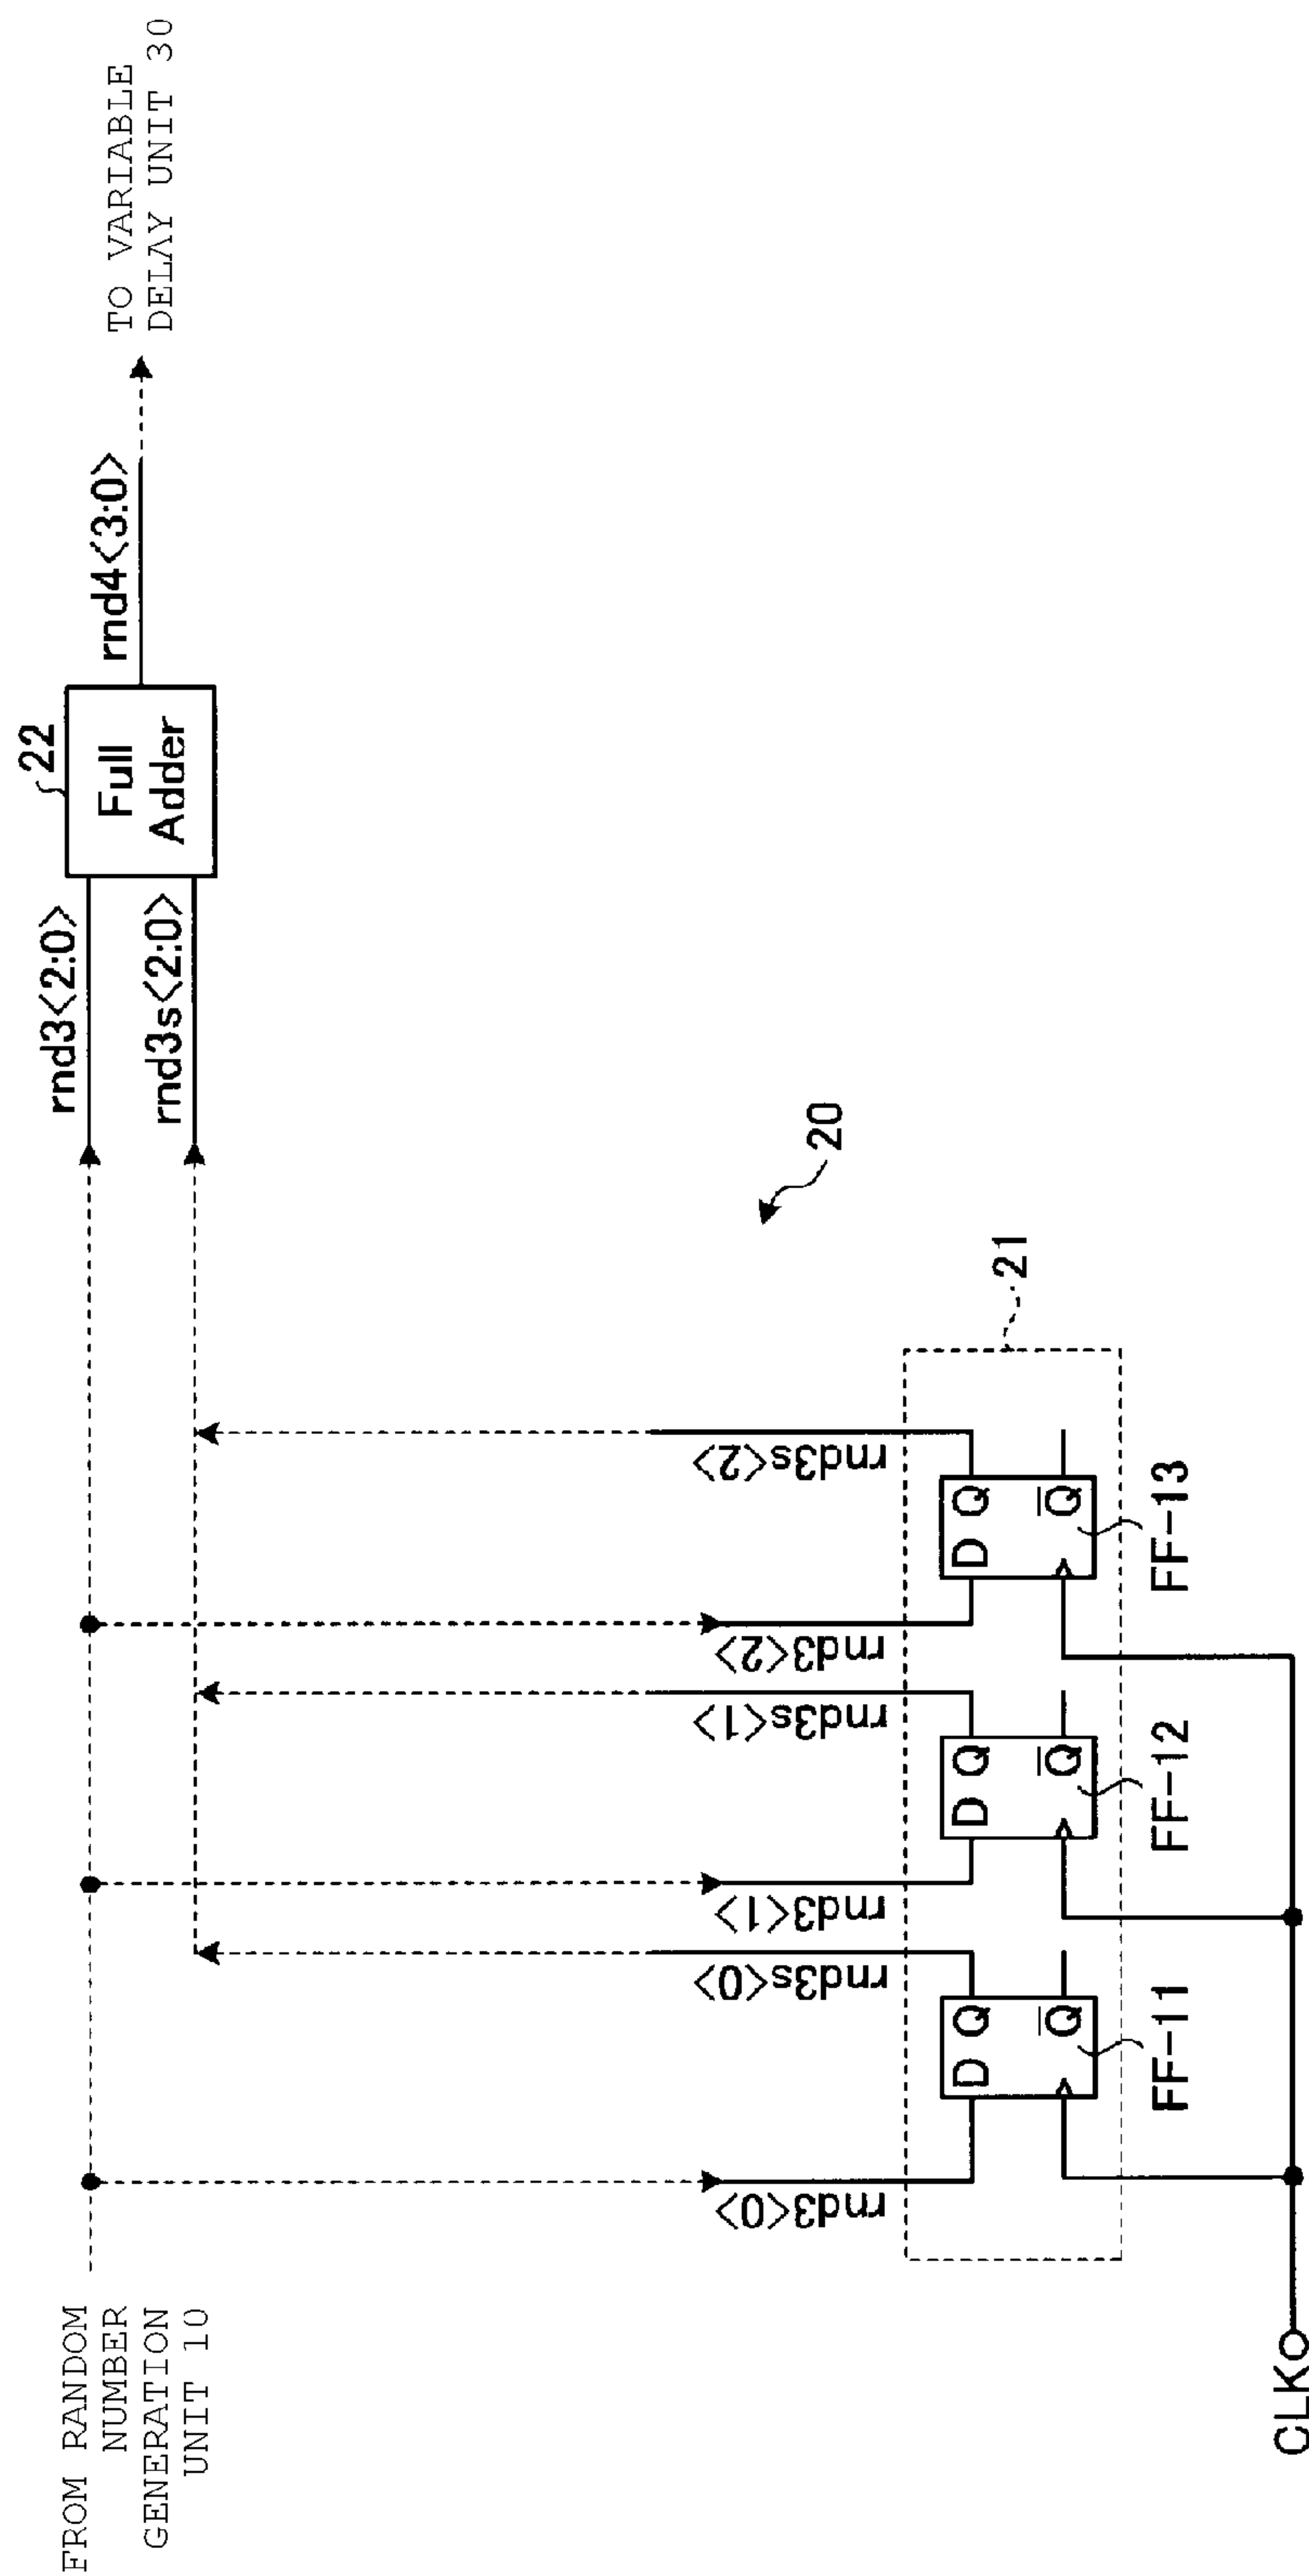 FROM RANDOM
NUMBER
GENERATION
UNIT 10
rnd3<2:0>
rnd3s<2:0>
22
Full
Adder
rnd4<3:0>
TO VARIABLE
DELAY UNIT 30
20
rnd3<0>
rnd3s<0>
rnd3<1>
rnd3s<1>
rnd3<2>
rnd3s<2>
21
D Q
Q
D Q
Q
D Q
Q
FF-11
FF-12
FF-13
CLKo